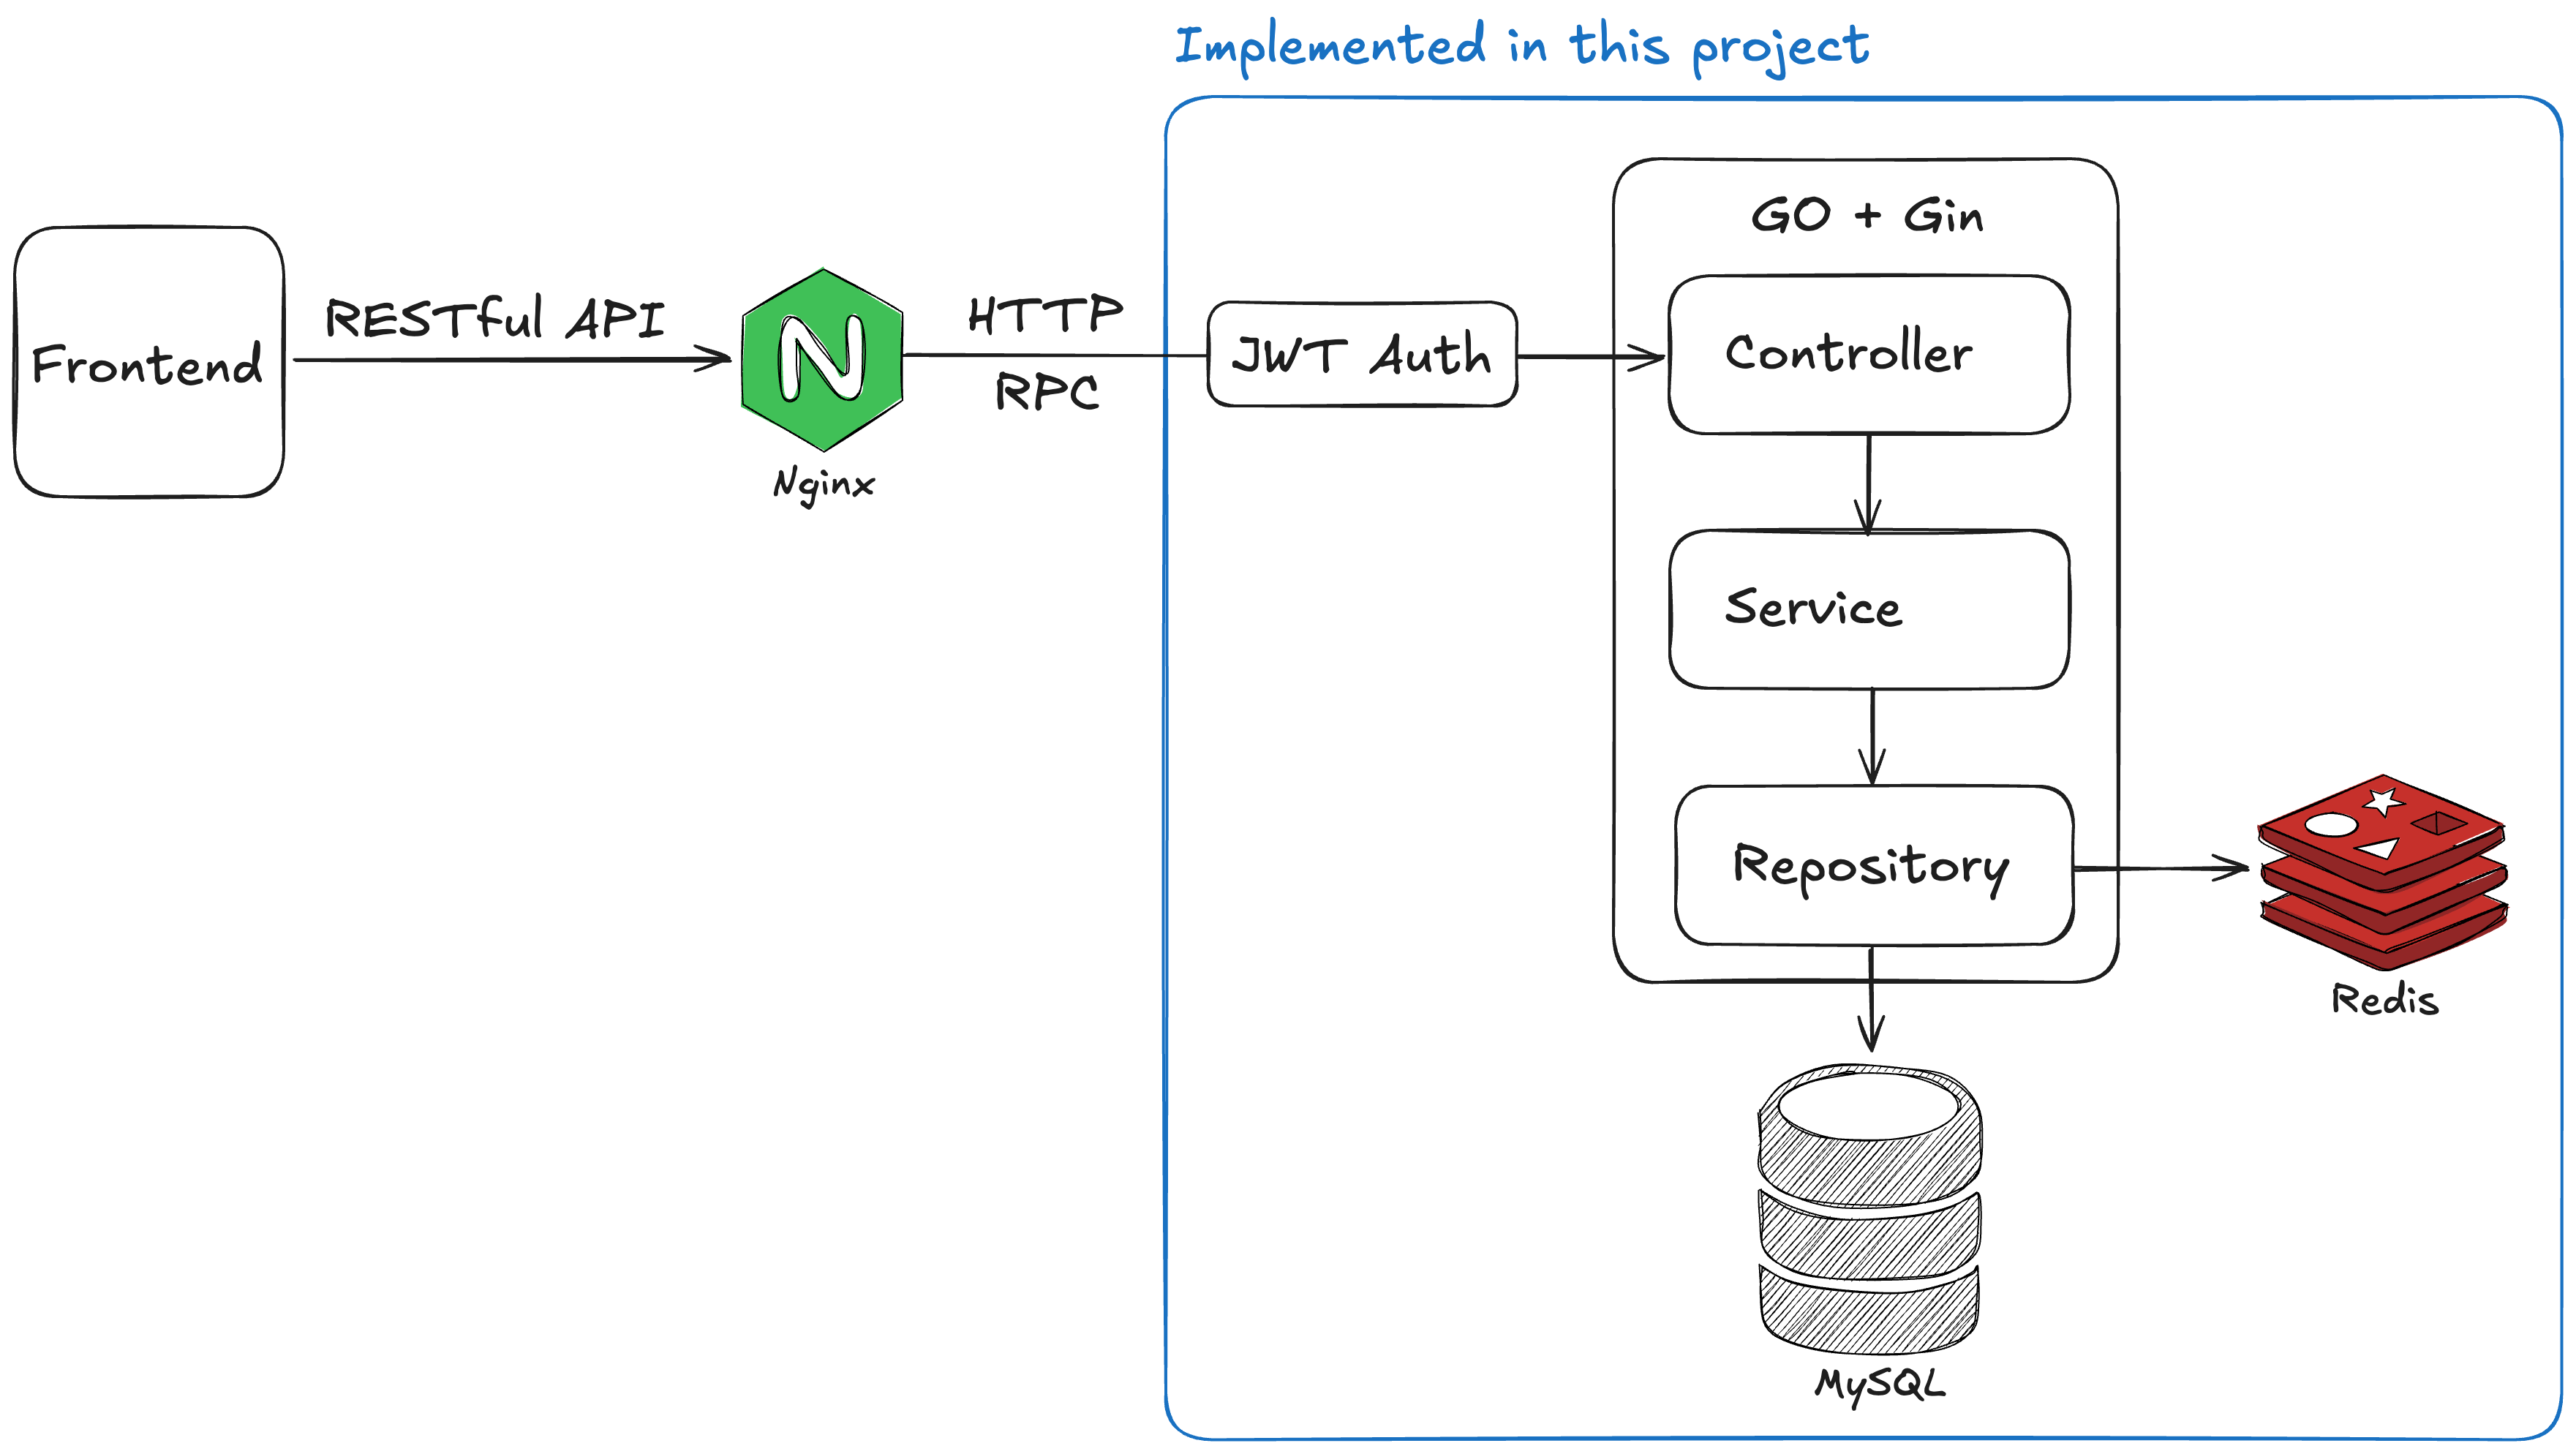 Implemented in this project
GO + Gin
Frontend
RESTful API
N
Nginx
HTTP
RPC
JWT Auth
Controller
Service
Repository
Redis
MySQL